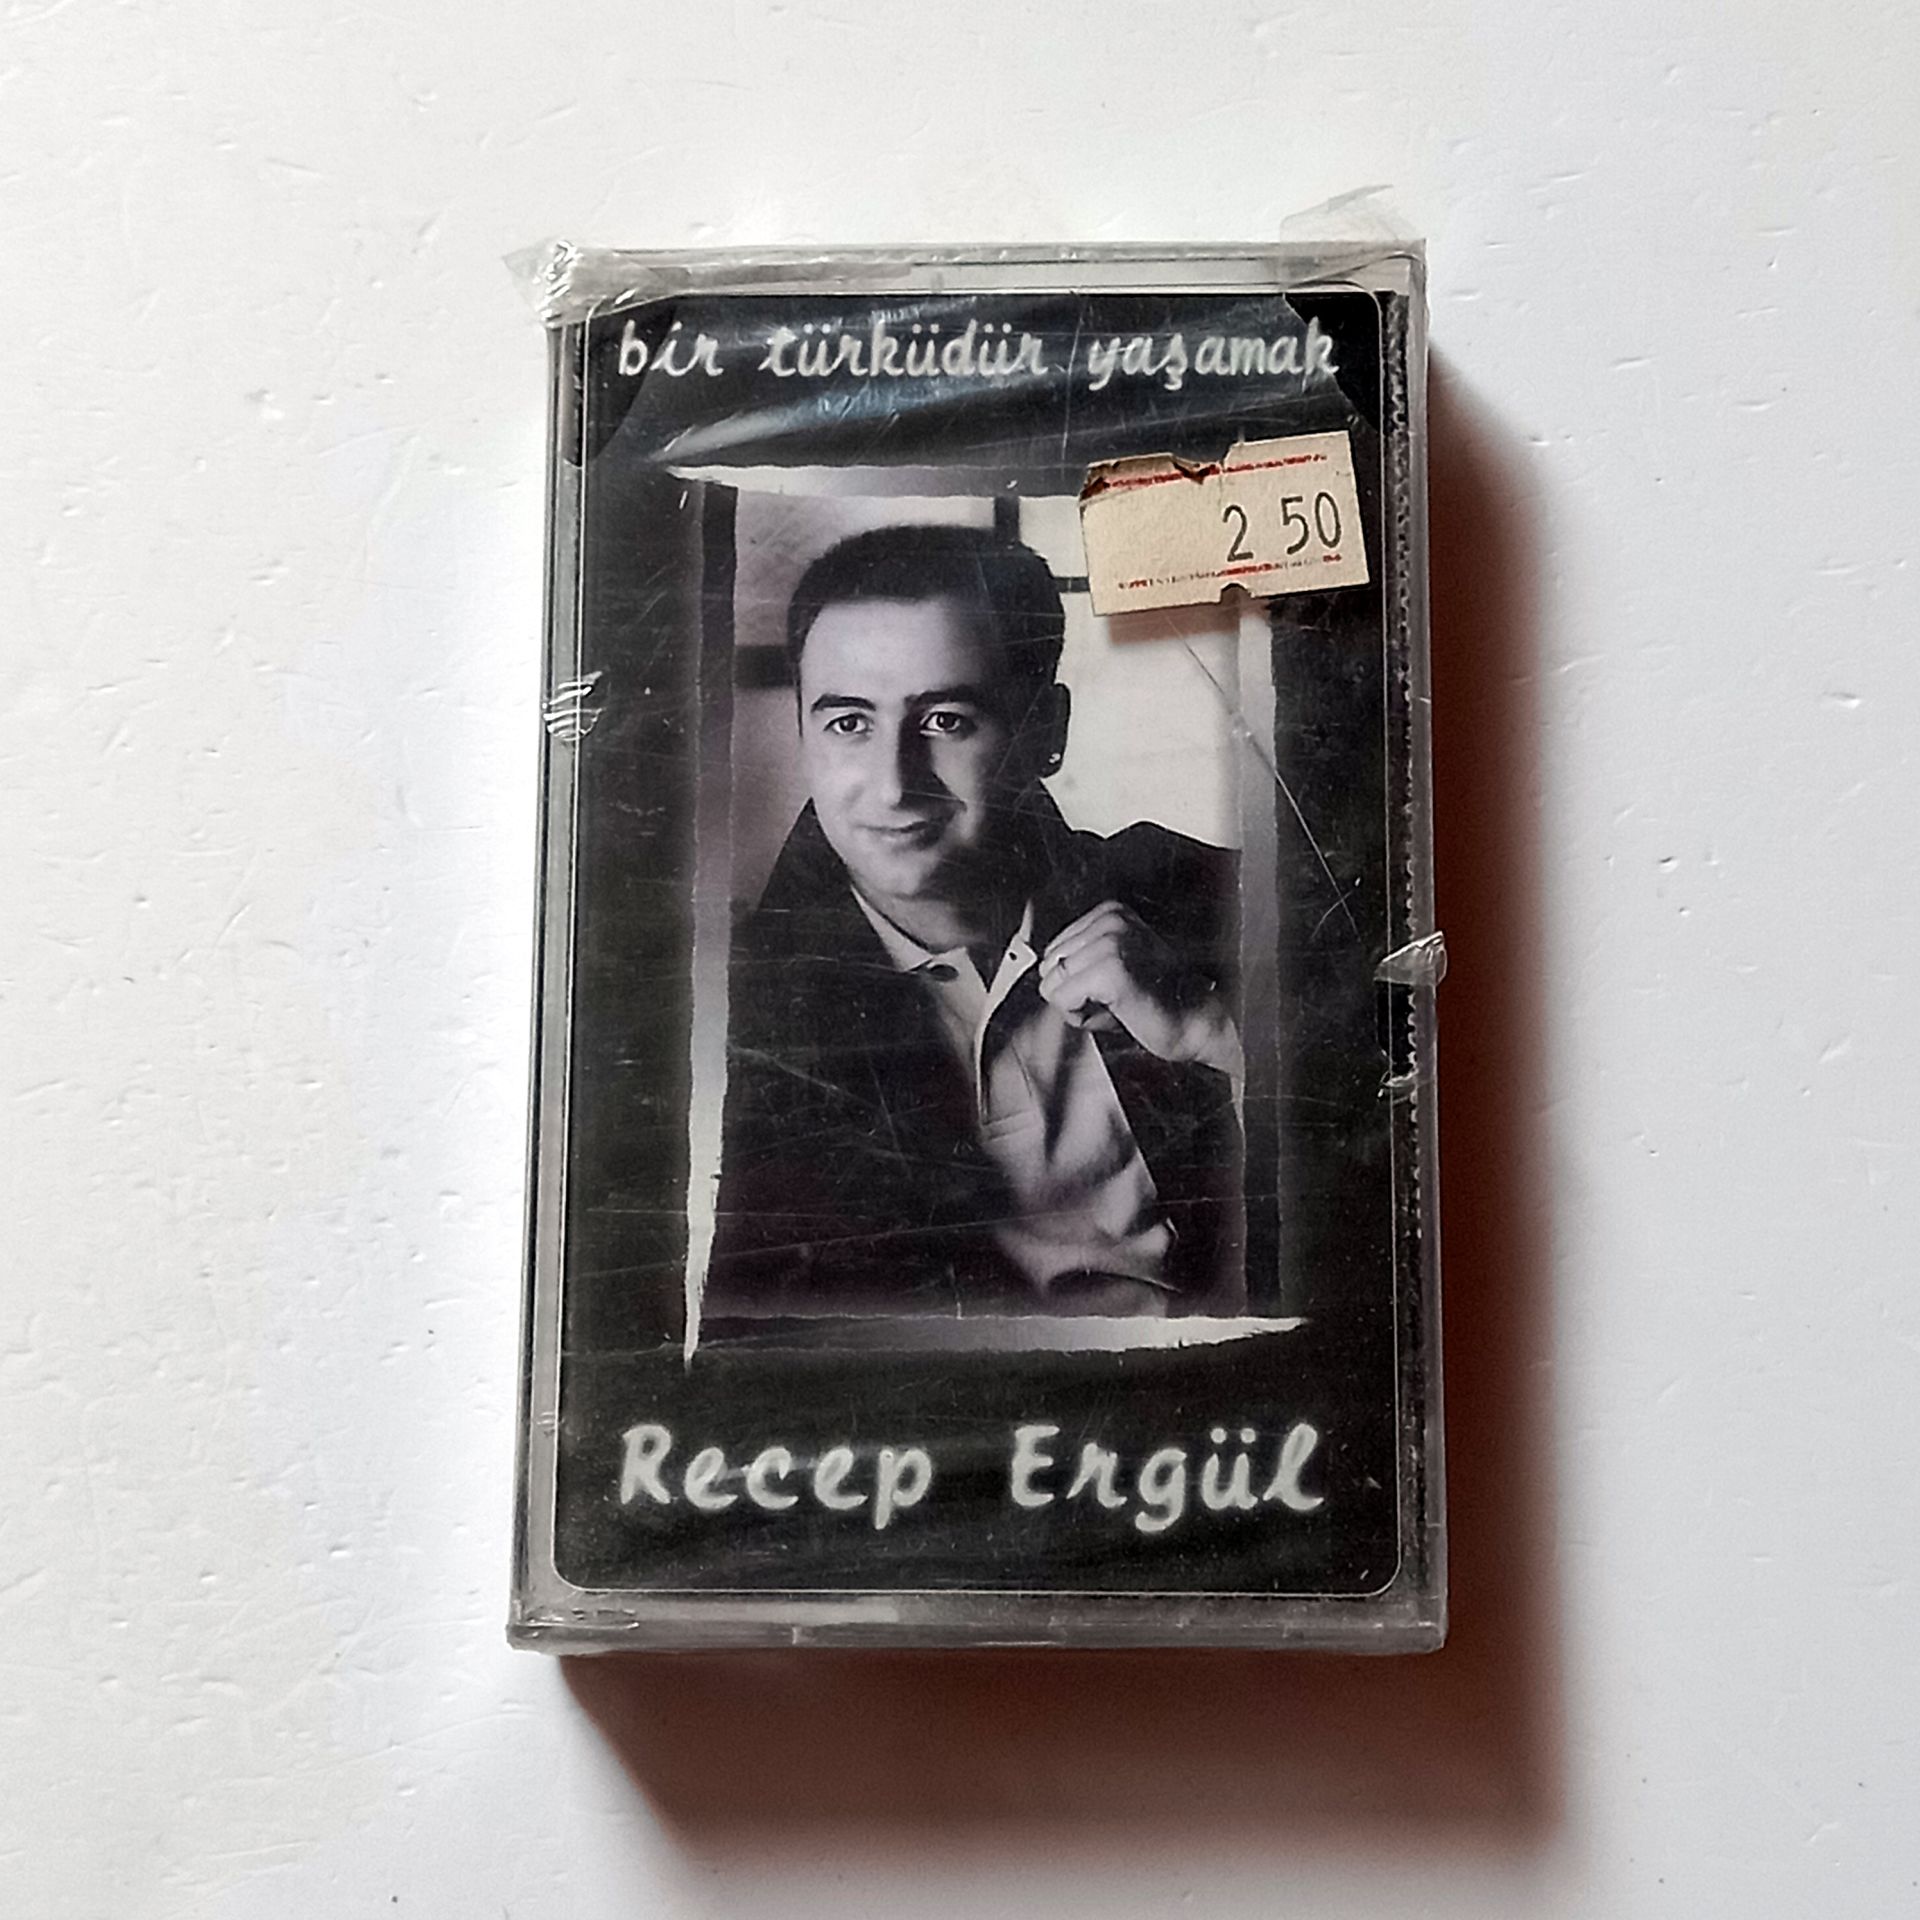 bir türküdür yaşamak
2 50
Recep Ergül